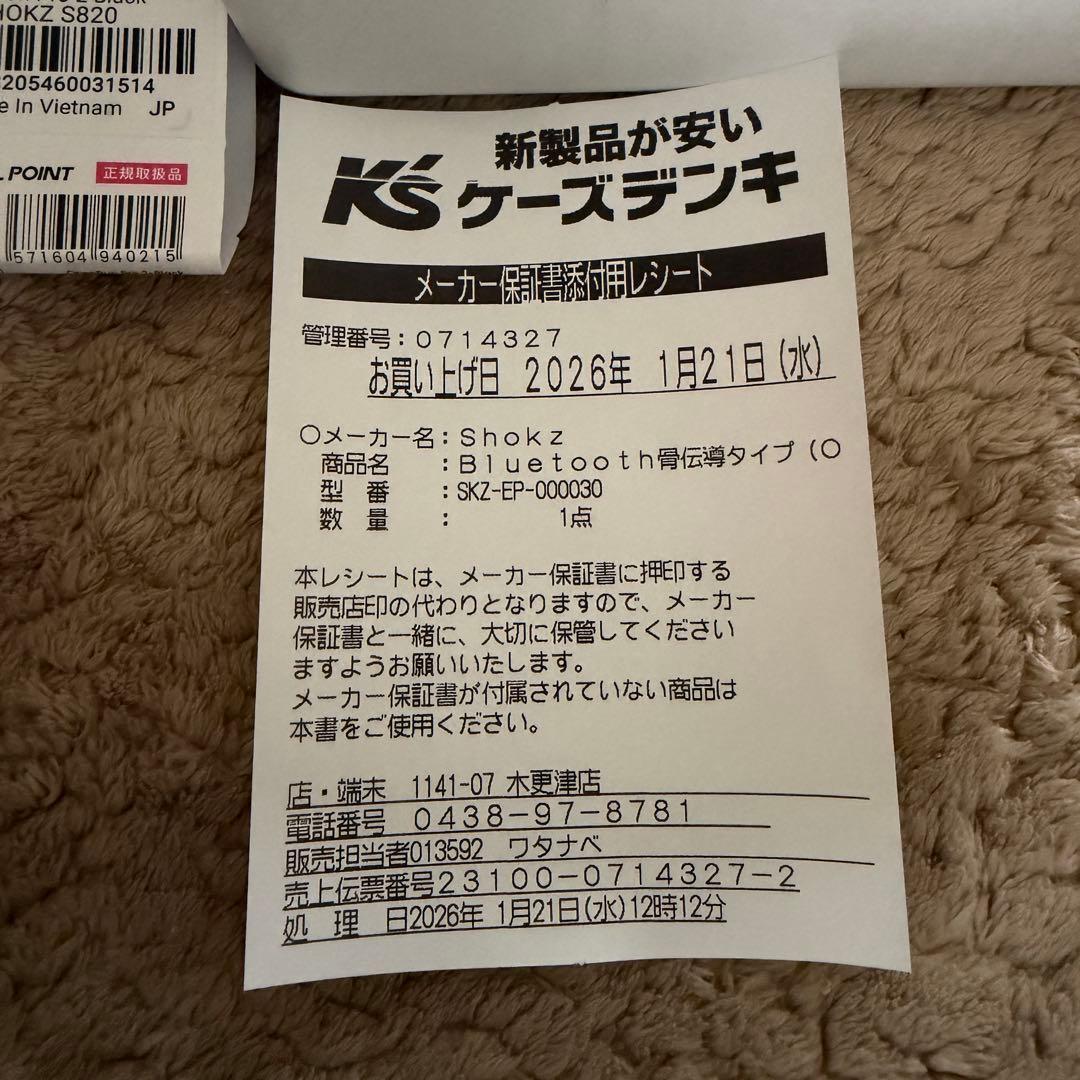 HOKZ S820
205460031514
In Vietnam JP
POINT 正規取扱品
571604 940215
新製品が安い
K's ケーズデンキ
メーカー保証書添付用レシート
管理番号:0714327
お買い上げ日 2026年 1月21日(水)
○メーカー名:Shokz
商品名 :Bluetooth骨伝導タイプ(○
型 番 :SKZ-EP-000030
数 量 : 1点
本レシートは、メーカー保証書に押印する
販売店印の代わりとなりますので、メーカー
保証書と一緒に、大切に保管してください
ますようお願いいたします。
メーカー保証書が付属されていない商品は
本書をご使用ください。
店・端末 1141-07 木更津店
電話番号 0438-97-8781
販売担当者013592 ワタナベ
売上伝票番号23100-0714327-2
処 理 日2026年 1月21日(水)12時12分